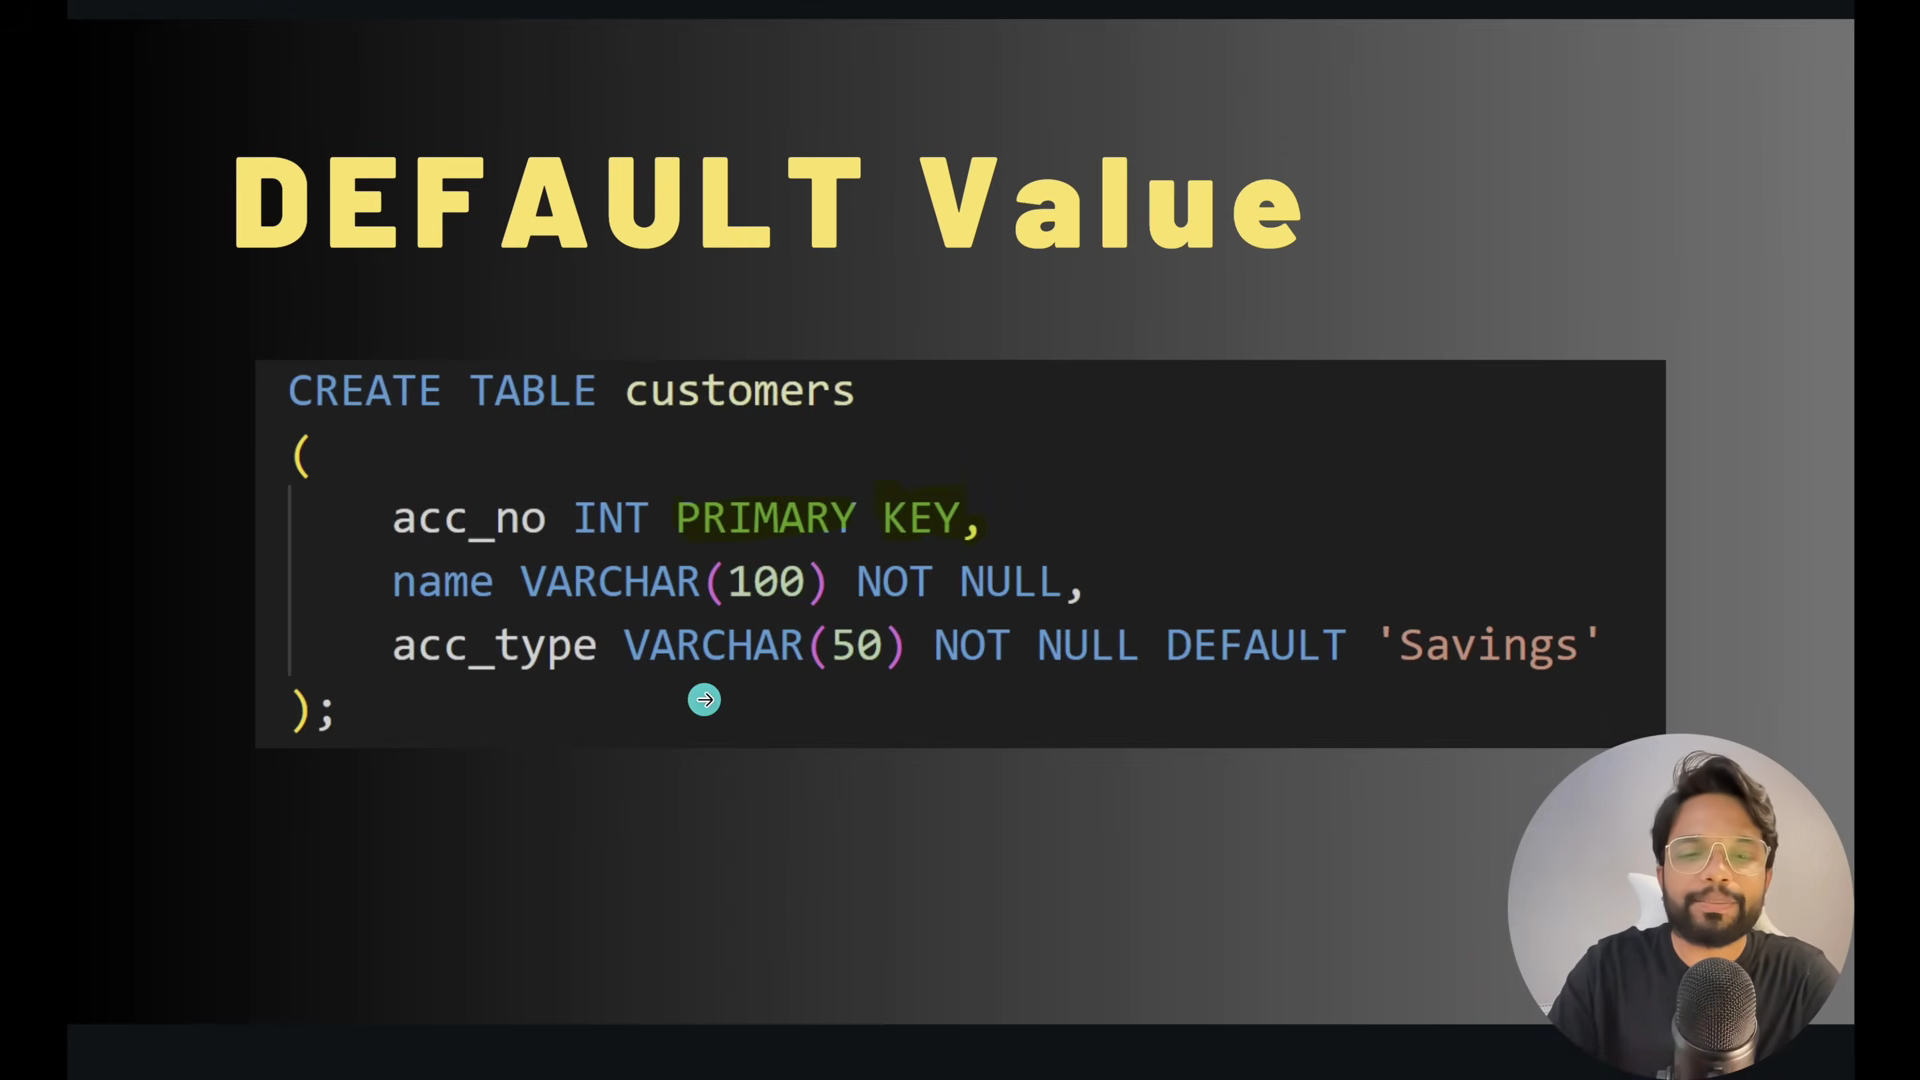 DEFAULT Value
CREATE TABLE customers
(
acc_no INT PRIMARY KEY,
name VARCHAR(100) NOT NULL,
acc_type VARCHAR(50) NOT NULL DEFAULT 'Savings'
);